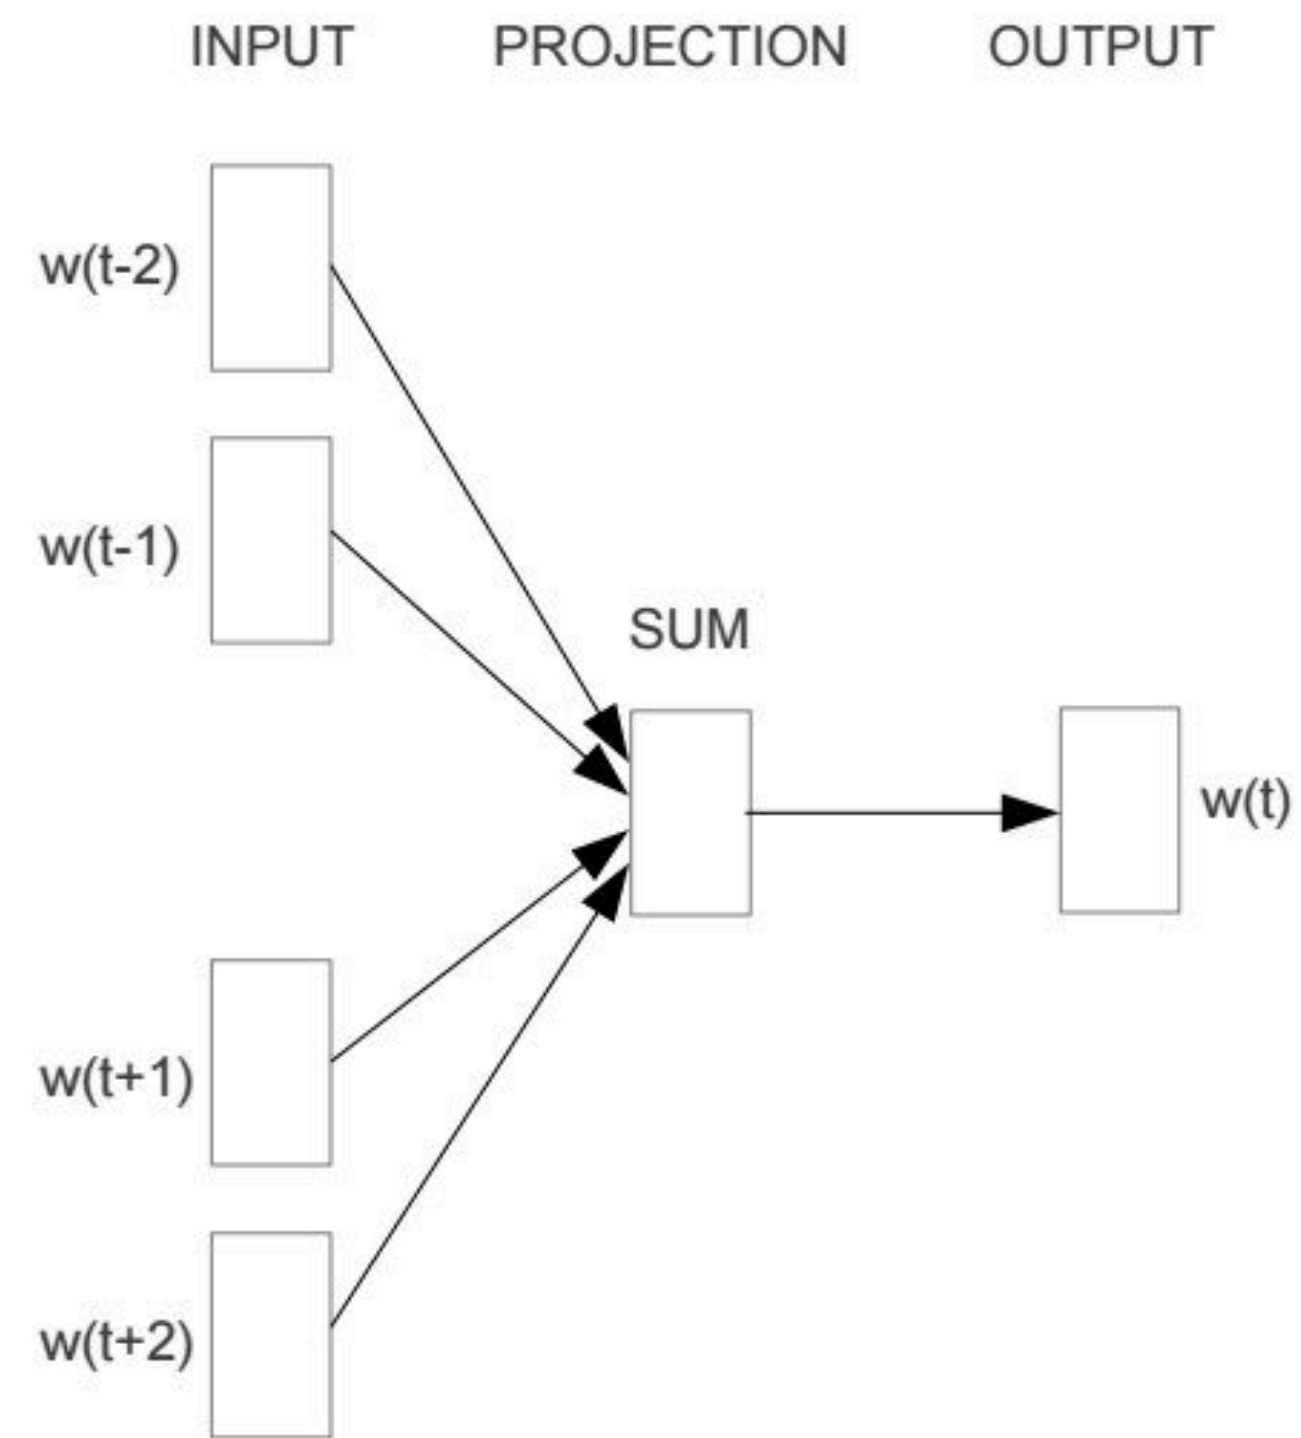 INPUT PROJECTION OUTPUT
w(t-2)
w(t-1)
SUM
w(t)
w(t+1)
w(t+2)